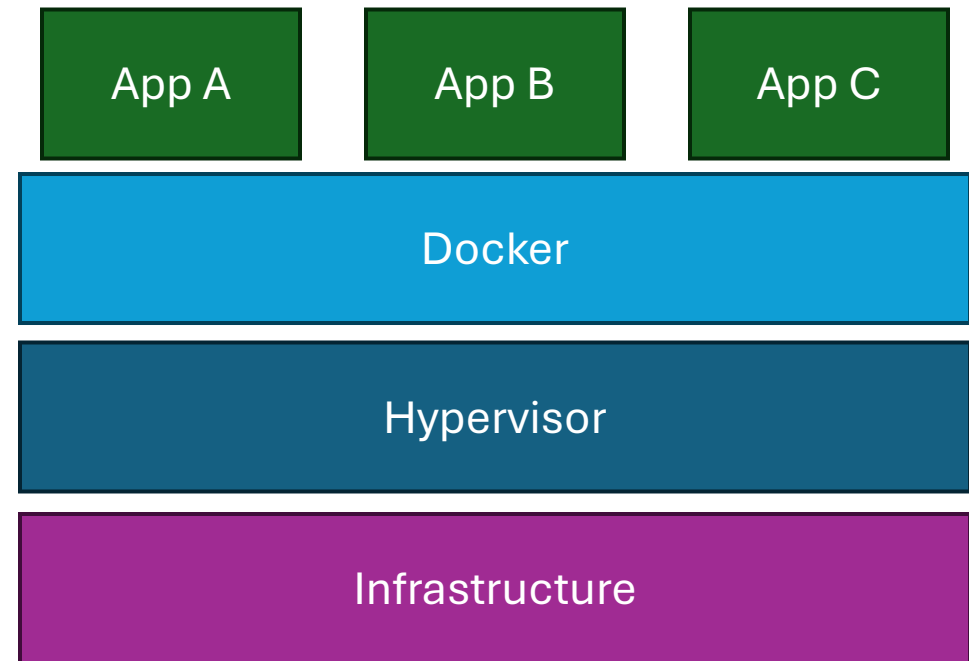 App A
App B
App C
Docker
Hypervisor
Infrastructure